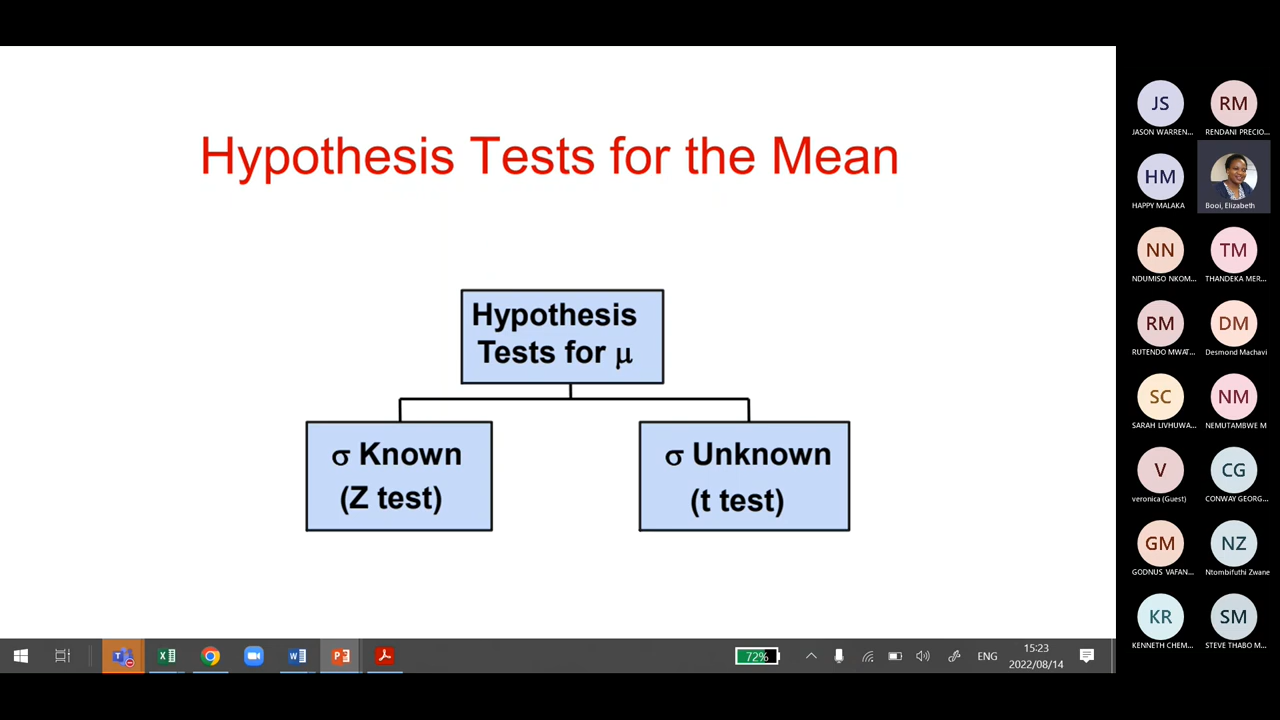 Hypothesis Tests for the Mean
Hypothesis
Tests for μ
σ Known
(Z test)
σ Unknown
(t test)
JS
JASON WARREN...
RM
RENDANI PRECIO...
HM
HAPPY MALAKA
Booi, Elizabeth
NN
NDUMISO NKOM...
TM
THANDEKA MER...
RM
RUTENDO MWAT...
DM
Desmond Machavi
SC
SARAH LIVHUWA...
NM
NEMUTAMBWE M
V
veronica (Guest)
CG
CONWAY GEORG...
GM
GODNUS VAFAN...
NZ
Ntombifuthi Zwane
KR
KENNETH CHEM...
SM
STEVE THABO M...
72%
ENG
15:23
2022/08/14